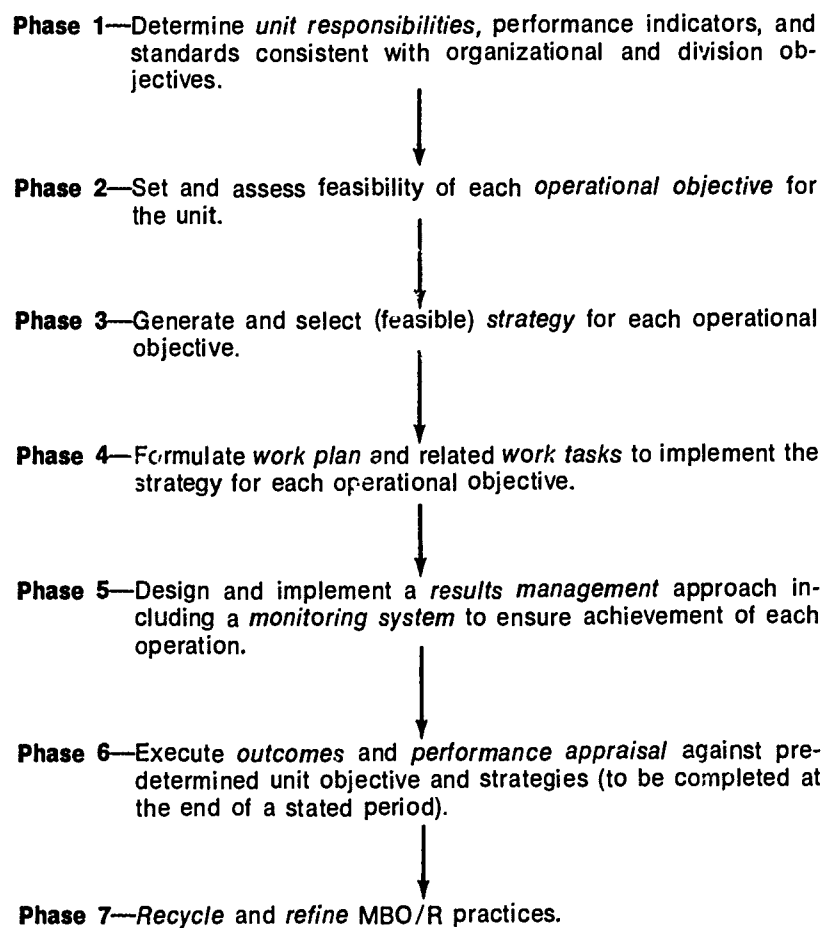 Phase 1—Determine unit responsibilities, performance indicators, and
standards consistent with organizational and division ob-
jectives.
Phase 2—Set and assess feasibility of each operational objective for
the unit.
Phase 3—Generate and select (feasible) strategy for each operational
objective.
Phase 4—Formulate work plan and related work tasks to implement the
strategy for each operational objective.
Phase 5—Design and implement a results management approach in-
cluding a monitoring system to ensure achievement of each
operation.
Phase 6—Execute outcomes and performance appraisal against pre-
determined unit objective and strategies (to be completed at
the end of a stated period).
Phase 7—Recycle and refine MBO/R practices.